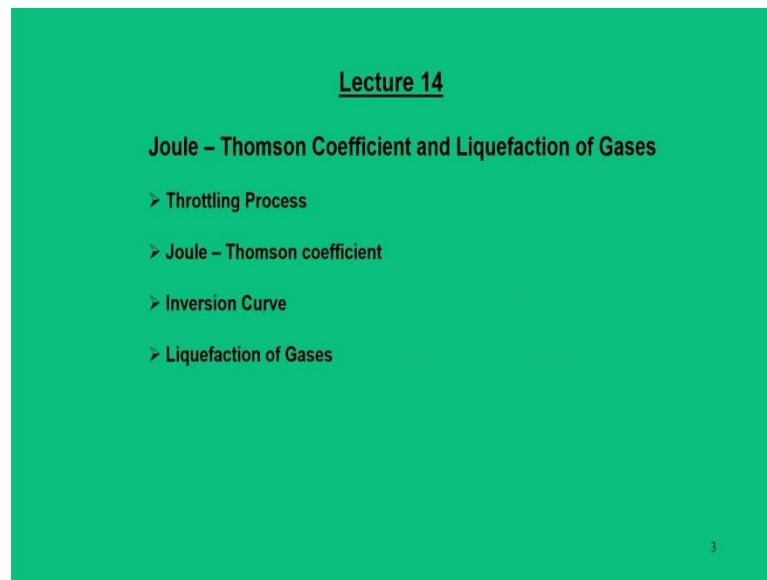 Lecture 14
Joule – Thomson Coefficient and Liquefaction of Gases
➢ Throttling Process
➢ Joule – Thomson coefficient
➢ Inversion Curve
➢ Liquefaction of Gases
3